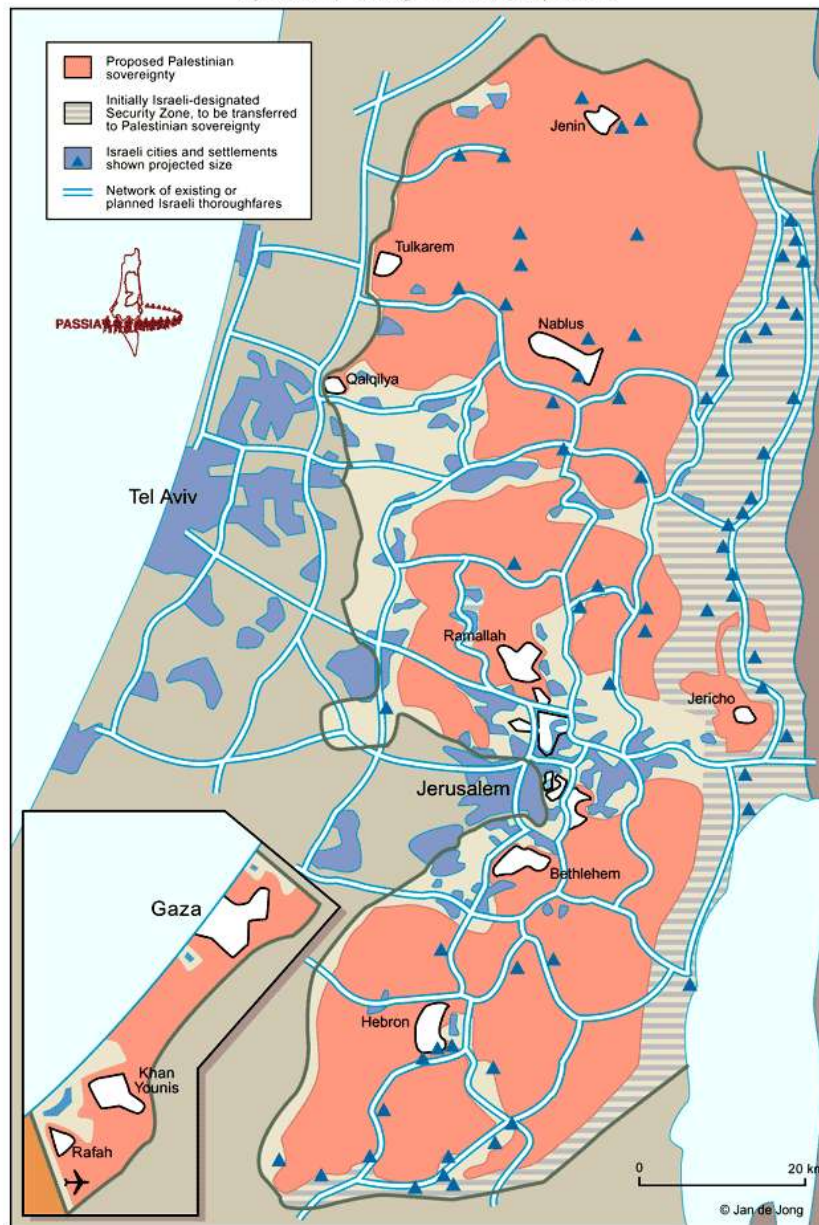 Proposed Palestinian
sovereignty
Initially Israeli-designated
Security Zone, to be transferred
to Palestinian sovereignty
Israeli cities and settlements
shown projected size
Network of existing or
planned Israeli thoroughfares
PASSIA
Jenin
Tulkarem
Nablus
Qalqilya
Tel Aviv
Ramallah
Jericho
Jerusalem
Bethlehem
Gaza
Hebron
Khan
Younis
Rafah
0 20 km
© Jan de Jong